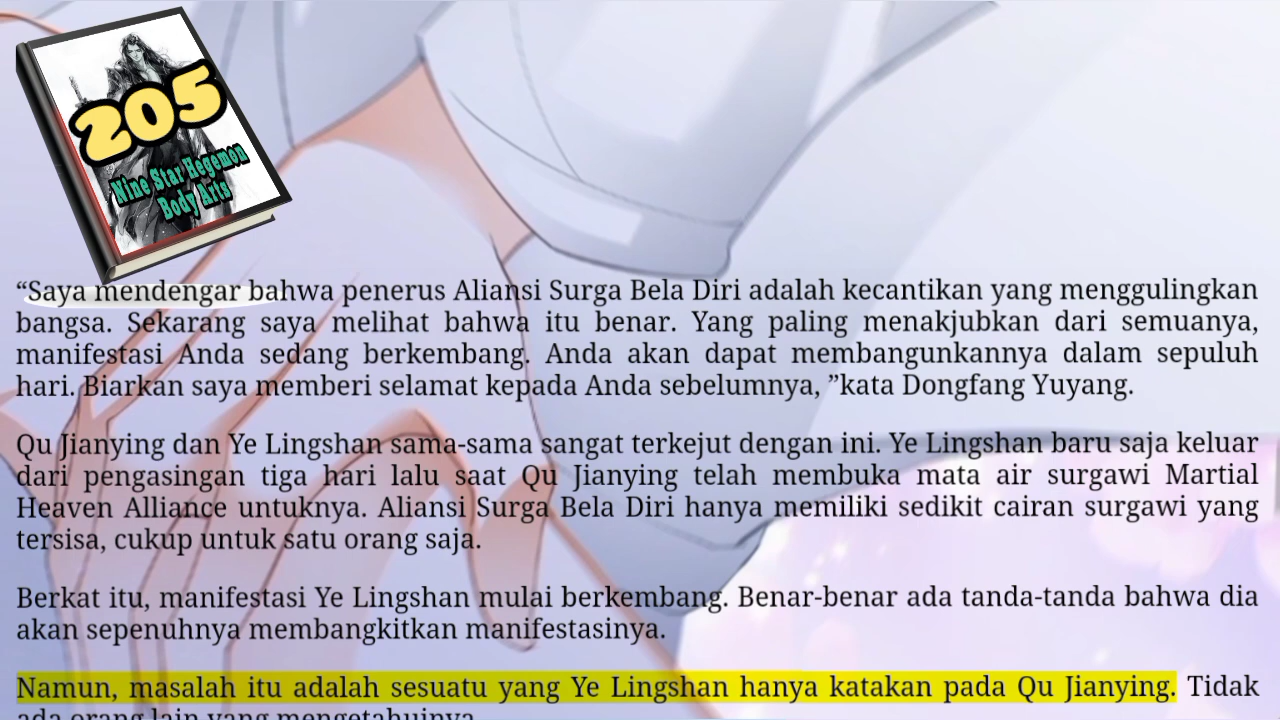 205
Nine Star Hegemon
Body Arts
“Saya mendengar bahwa penerus Aliansi Surga Bela Diri adalah kecantikan yang menggulingkan
bangsa. Sekarang saya melihat bahwa itu benar. Yang paling menakjubkan dari semuanya,
manifestasi Anda sedang berkembang. Anda akan dapat membangunkannya dalam sepuluh
hari. Biarkan saya memberi selamat kepada Anda sebelumnya, ”kata Dongfang Yuyang.
Qu Jianying dan Ye Lingshan sama-sama sangat terkejut dengan ini. Ye Lingshan baru saja keluar
dari pengasingan tiga hari lalu saat Qu Jianying telah membuka mata air surgawi Martial
Heaven Alliance untuknya. Aliansi Surga Bela Diri hanya memiliki sedikit cairan surgawi yang
tersisa, cukup untuk satu orang saja.
Berkat itu, manifestasi Ye Lingshan mulai berkembang. Benar-benar ada tanda-tanda bahwa dia
akan sepenuhnya membangkitkan manifestasinya.
Namun, masalah itu adalah sesuatu yang Ye Lingshan hanya katakan pada Qu Jianying. Tidak
ada orang lain yang mengetahuinya.